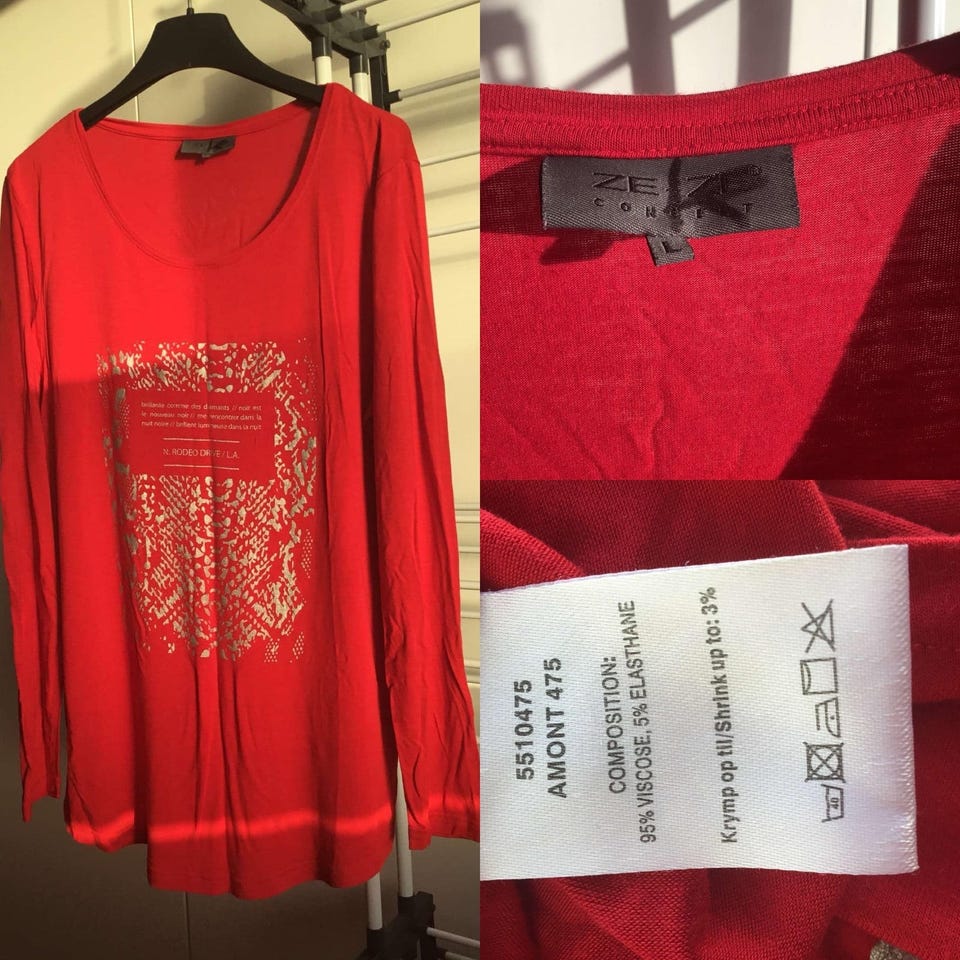 brillante comme des diamants // noit est
le nouveau noir // me rencontrer dans la
nuit noire // brillent lumineuse dans la nuit
N. RODEO DRIVE / L.A.
ZE-ZE
CONCEPT
L
5510475
AMONT 475
COMPOSITION:
95% VISCOSE, 5% ELASTHANE
Krymp op til/Shrink up to: 3%
40